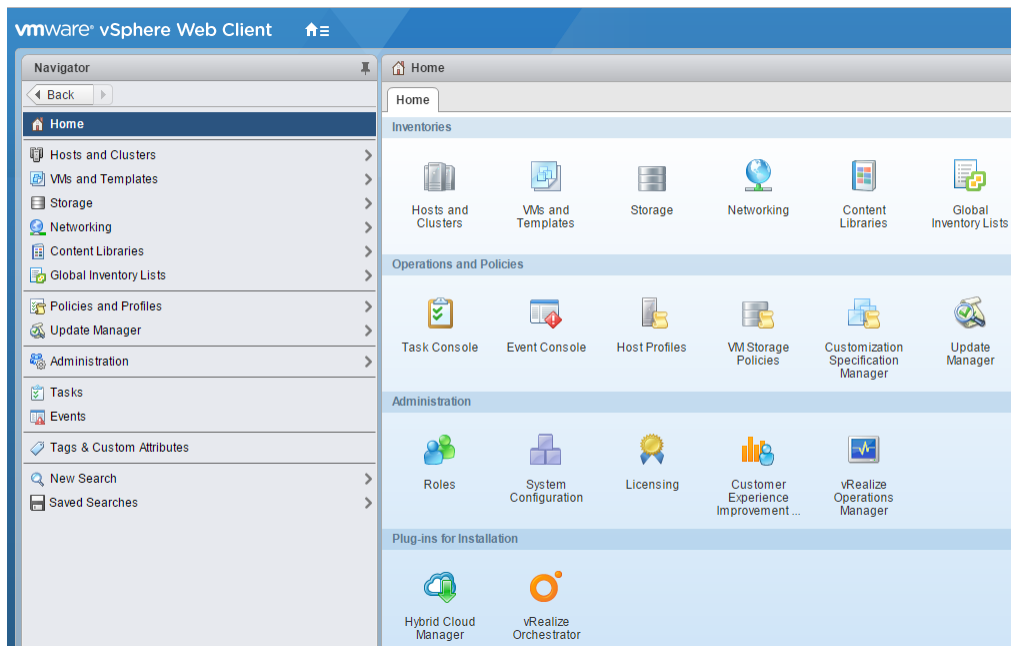 vmware® vSphere Web Client
Navigator
Back
Home
Hosts and Clusters
VMs and Templates
Storage
Networking
Content Libraries
Global Inventory Lists
Policies and Profiles
Update Manager
Administration
Tasks
Events
Tags & Custom Attributes
New Search
Saved Searches
Home
Home
Inventories
Hosts and
Clusters
VMs and
Templates
Storage
Networking
Content
Libraries
Global
Inventory Lists
Operations and Policies
Task Console
Event Console
Host Profiles
VM Storage
Policies
Customization
Specification
Manager
Update
Manager
Administration
Roles
System
Configuration
Licensing
Customer
Experience
Improvement ...
vRealize
Operations
Manager
Plug-ins for Installation
Hybrid Cloud
Manager
vRealize
Orchestrator